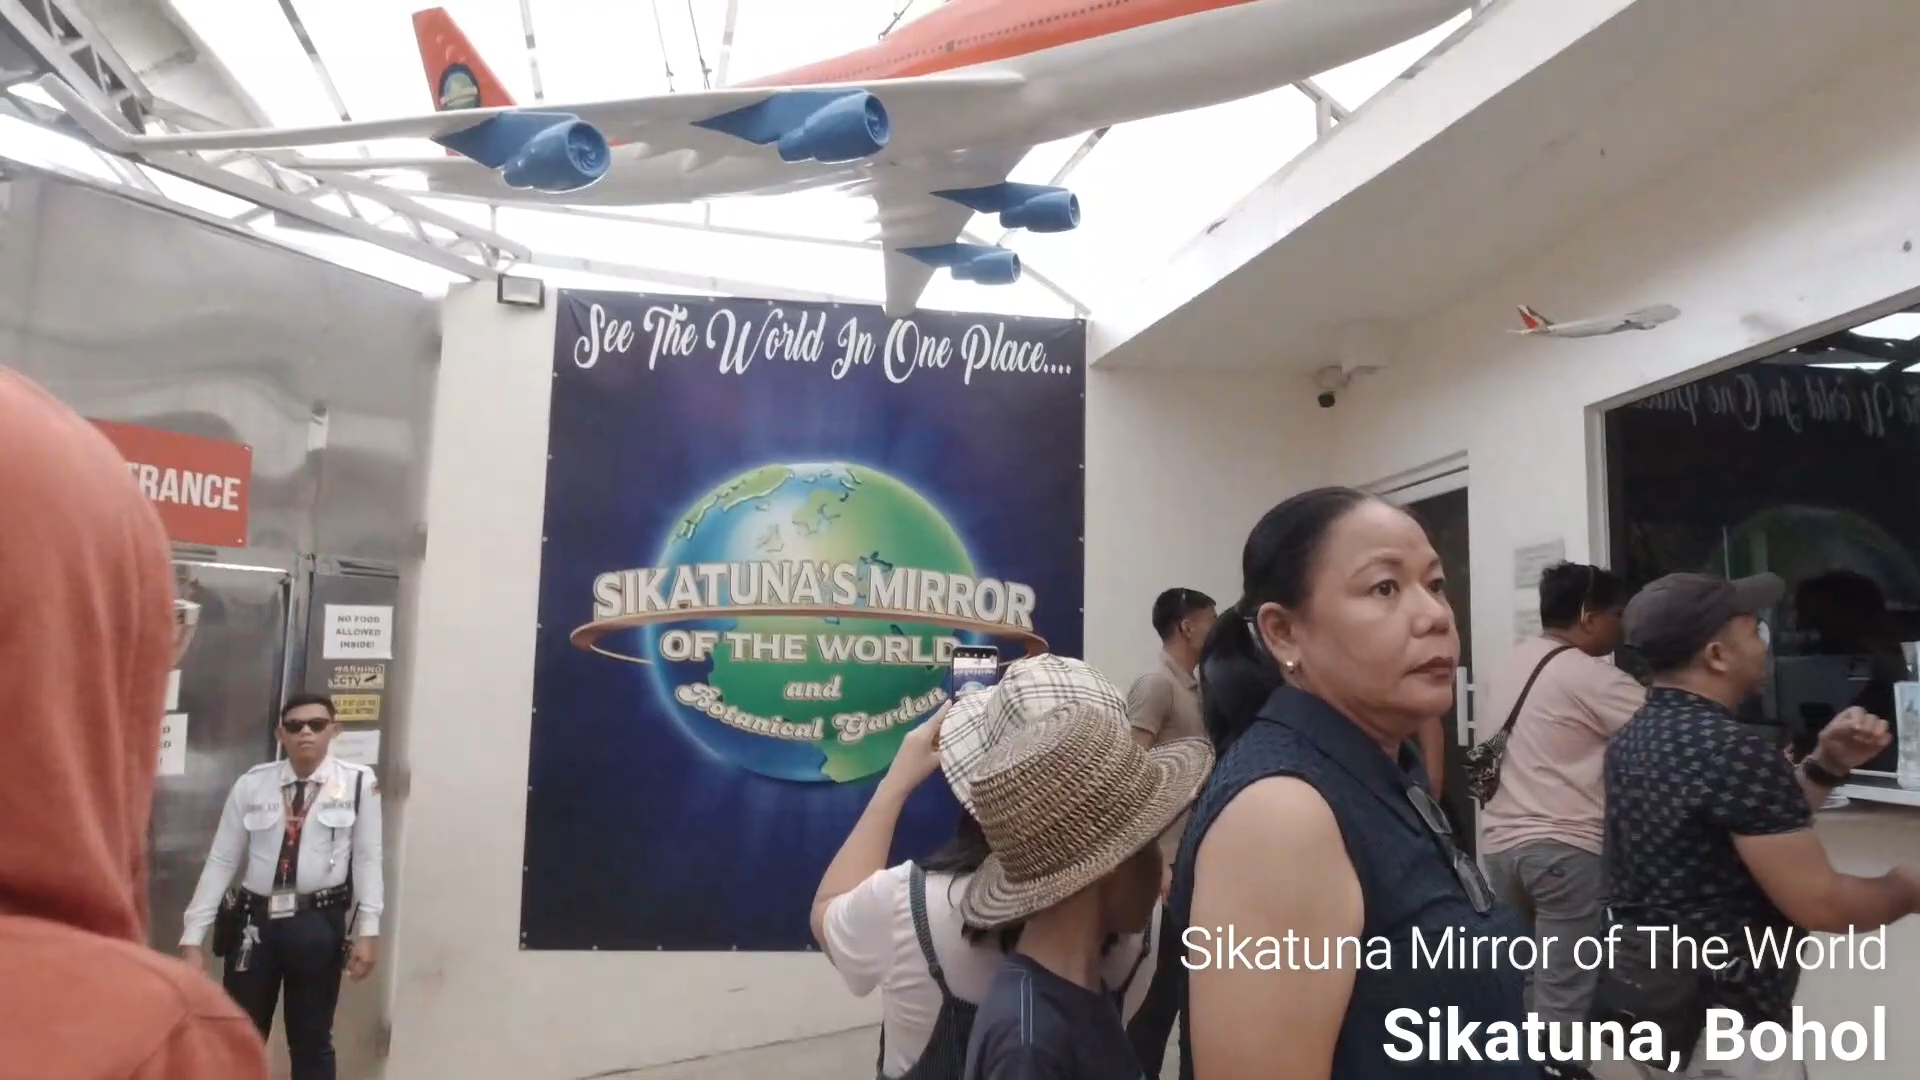 See The World In One Place....
SIKATUNA'S MIRROR
OF THE WORLD
and
Botanical Garden
TRANCE
NO FOOD
ALLOWED
INSIDE!
WARNING
CCTV
Sikatuna Mirror of The World
Sikatuna, Bohol